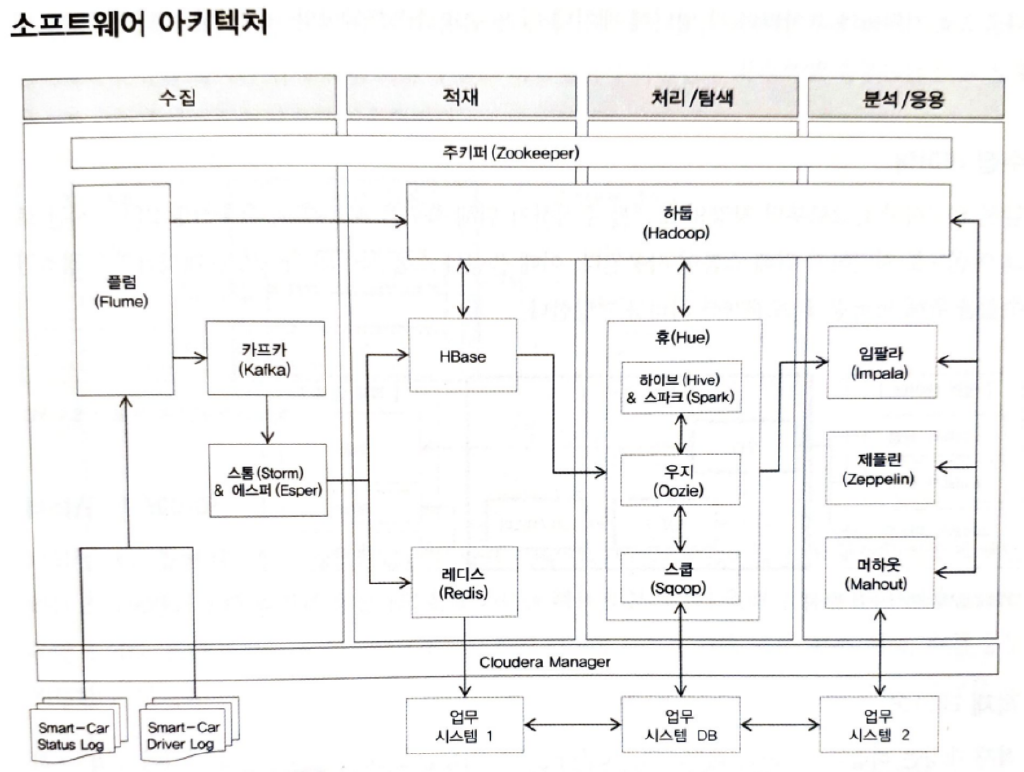 소프트웨어 아키텍처
수집
적재
처리/탐색
분석/응용
주키퍼(Zookeeper)
플럼
(Flume)
하둡
(Hadoop)
카프카
(Kafka)
HBase
휴(Hue)
하이브(Hive)
& 스파크(Spark)
임팔라
(Impala)
스톰(Storm)
& 에스퍼(Esper)
우지
(Oozie)
제플린
(Zeppelin)
레디스
(Redis)
스쿱
(Sqoop)
머하웃
(Mahout)
Cloudera Manager
Smart-Car
Status Log
Smart-Car
Driver Log
업무
시스템 1
업무
시스템 DB
업무
시스템 2